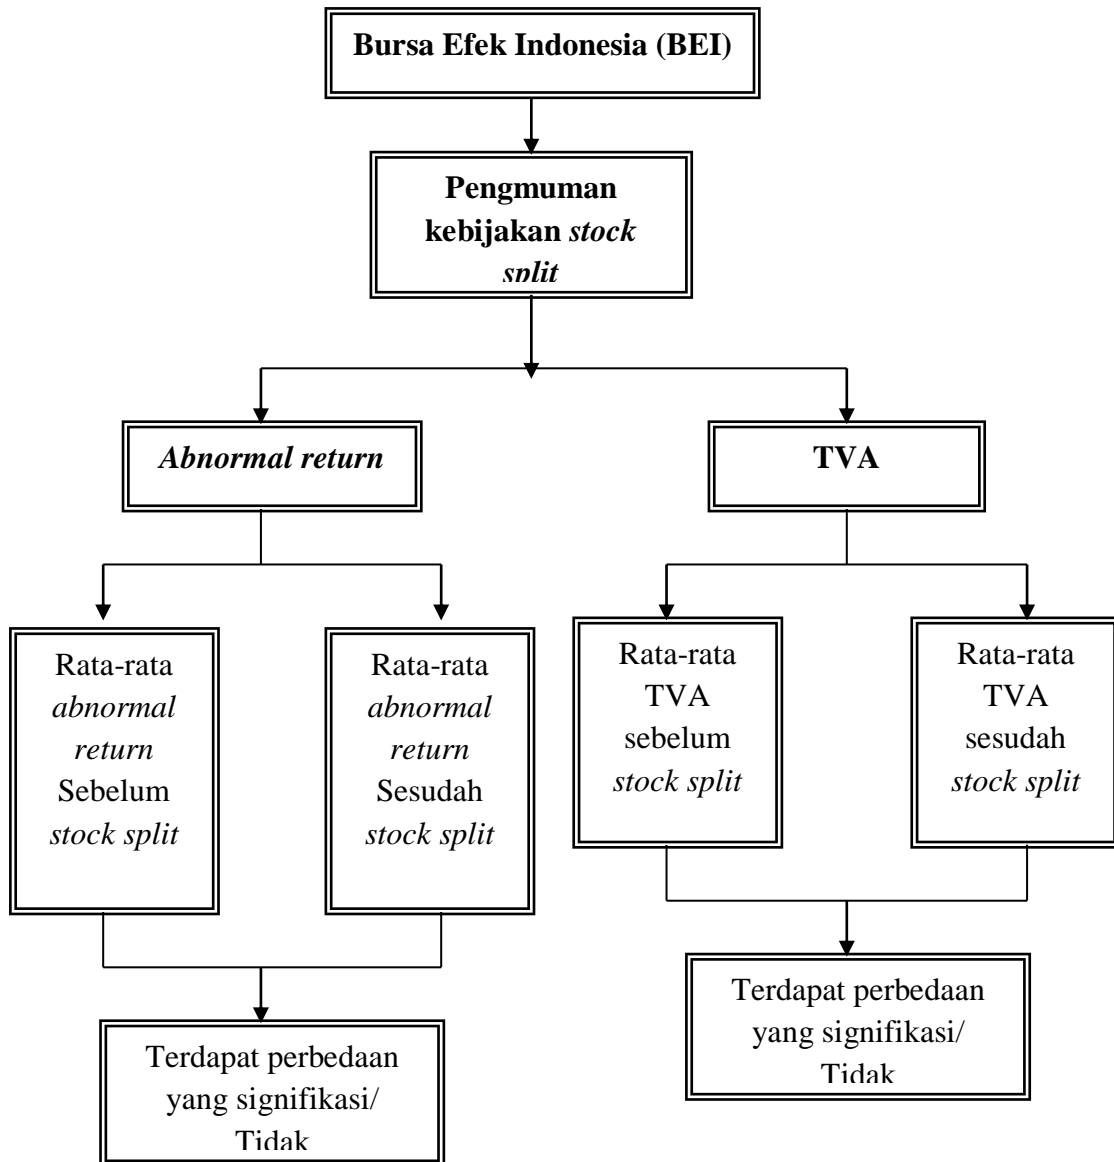 Bursa Efek Indonesia (BEI)
Pengmuman
kebijakan stock
split
Abnormal return
TVA
Rata-rata
abnormal
return
Sebelum
stock split
Rata-rata
abnormal
return
Sesudah
stock split
Rata-rata
TVA
sebelum
stock split
Rata-rata
TVA
sesudah
stock split
Terdapat perbedaan
yang signifikasi/
Tidak
Terdapat perbedaan
yang signifikasi/
Tidak